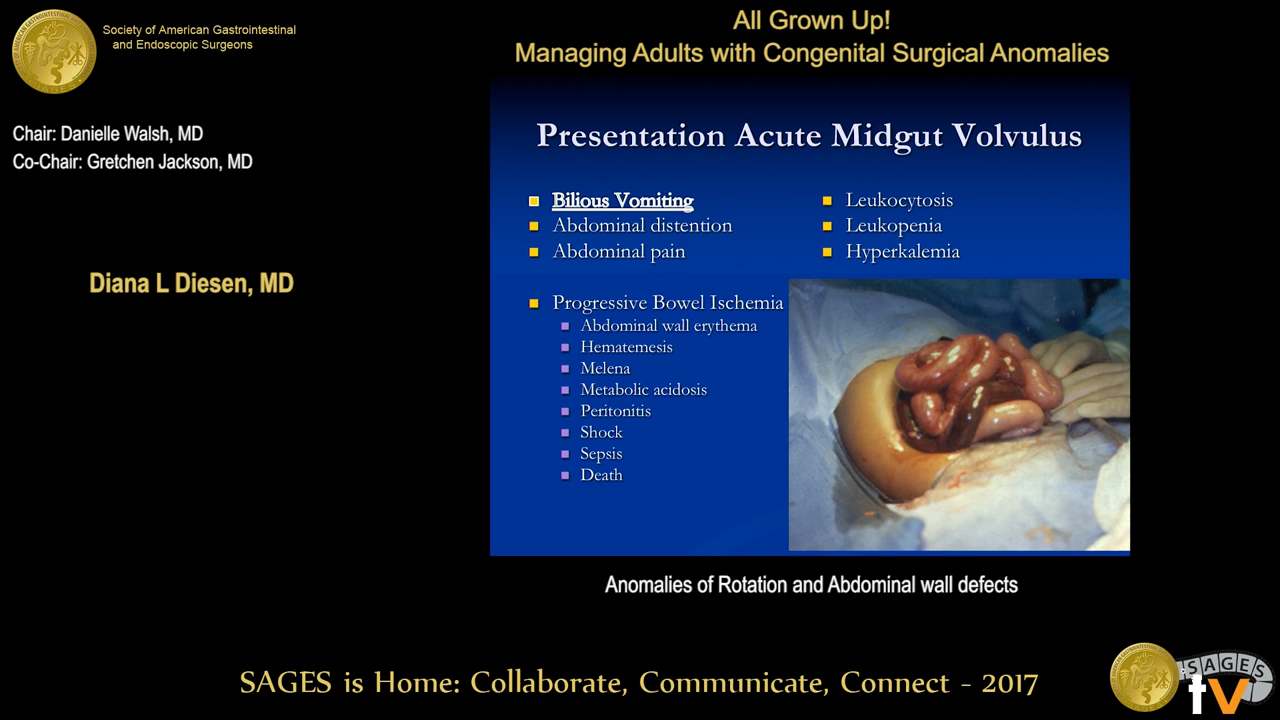 Society of American Gastrointestinal
and Endoscopic Surgeons
All Grown Up!
Managing Adults with Congenital Surgical Anomalies
Chair: Danielle Walsh, MD
Co-Chair: Gretchen Jackson, MD
Diana L Diesen, MD
Presentation Acute Midgut Volvulus
Bilious Vomiting
Abdominal distention
Abdominal pain
Progressive Bowel Ischemia
Abdominal wall erythema
Hematemesis
Melena
Metabolic acidosis
Peritonitis
Shock
Sepsis
Death
Leukocytosis
Leukopenia
Hyperkalemia
Anomalies of Rotation and Abdominal wall defects
SAGES is Home: Collaborate, Communicate, Connect - 2017
SAGES
tv